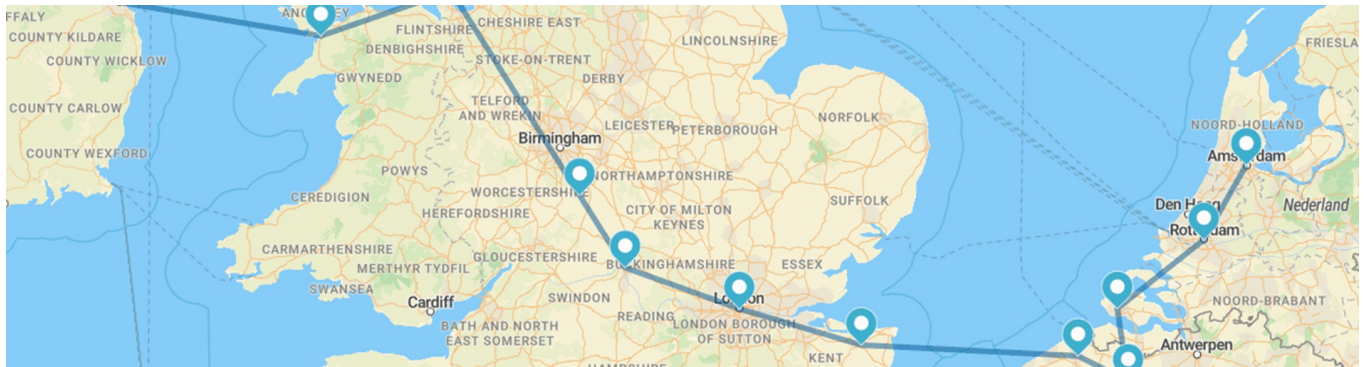 ANGLESEY
FFALY
COUNTY KILDARE
COUNTY WICKLOW
COUNTY CARLOW
COUNTY WEXFORD
FLINTSHIRE
CHESHIRE EAST
DENBIGHSHIRE
STOKE-ON-TRENT
LINCOLNSHIRE
GWYNEDD
DERBY
TELFORD
AND WREKIN
Birmingham
LEICESTER
PETERBOROUGH
NORFOLK
POWYS
NORTHAMPTONSHIRE
WORCESTERSHIRE
CEREDIGION
HEREFORDSHIRE
CITY OF MILTON
KEYNES
SUFFOLK
CARMARTHENSHIRE
GLOUCESTERSHIRE
BUCKINGHAMSHIRE
ESSEX
MERTHYR TYDFIL
SWANSEA
Cardiff
SWINDON
London
READING
LONDON BOROUGH
OF SUTTON
BATH AND NORTH
EAST SOMERSET
KENT
HAMPSHIRE
FRIESLA
NOORD-HOLLAND
Amsterdam
Den Haag
Nederland
Rotterdam
NOORD-BRABANT
Antwerpen